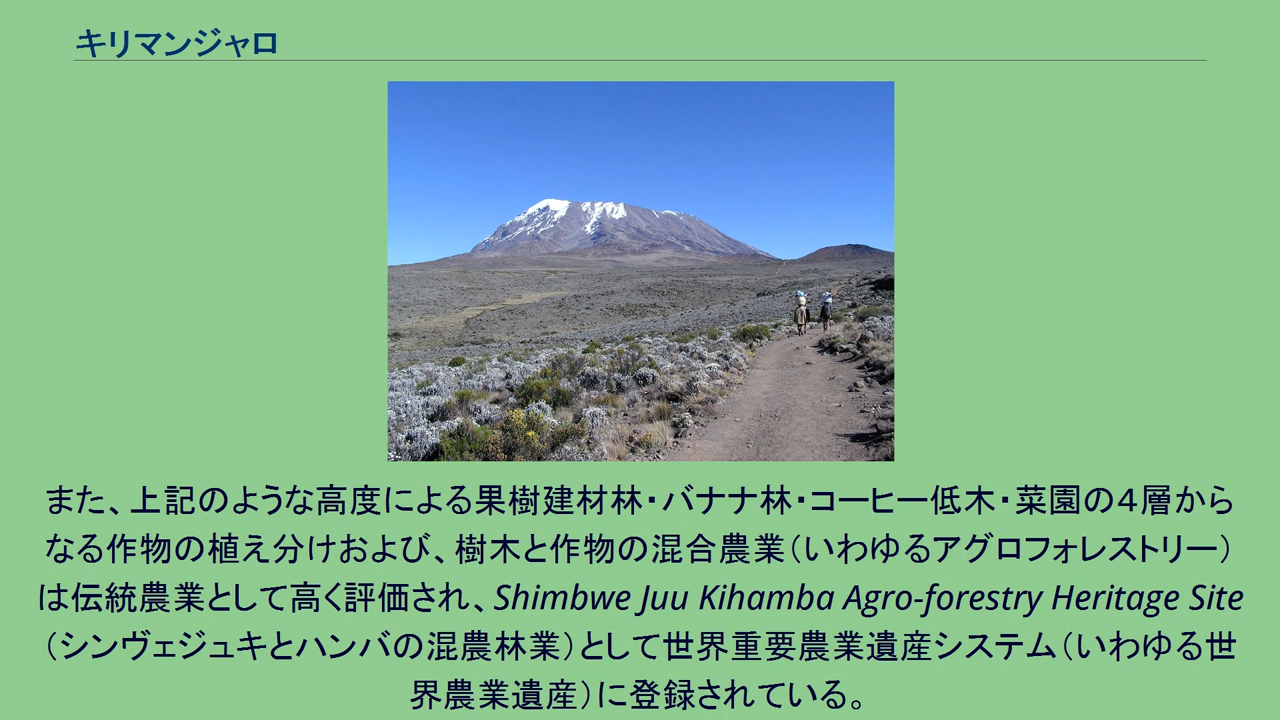 キリマンジャロ
また、上記のような高度による果樹建材林・バナナ林・コーヒー低木・菜園の４層から
なる作物の植え分けおよび、樹木と作物の混合農業（いわゆるアグロフォレストリー）
は伝統農業として高く評価され、Shimbwe Juu Kihamba Agro-forestry Heritage Site
（シンヴェジュキとハンバの混農林業）として世界重要農業遺産システム（いわゆる世
界農業遺産）に登録されている。